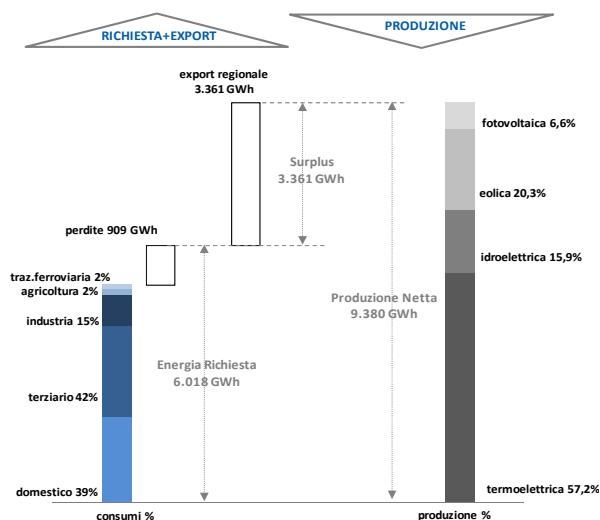 RICHIESTA+EXPORT
PRODUZIONE
export regionale
3.361 GWh
fotovoltaica 6,6%
Surplus
3.361 GWh
eolica 20,3%
perdite 909 GWh
idroelettrica 15,9%
traz.ferroviaria 2%
agricoltura 2%
Produzione Netta
9.380 GWh
industria 15%
Energia Richiesta
6.018 GWh
terziario 42%
domestico 39%
termoelettrica 57,2%
consumi %
produzione %